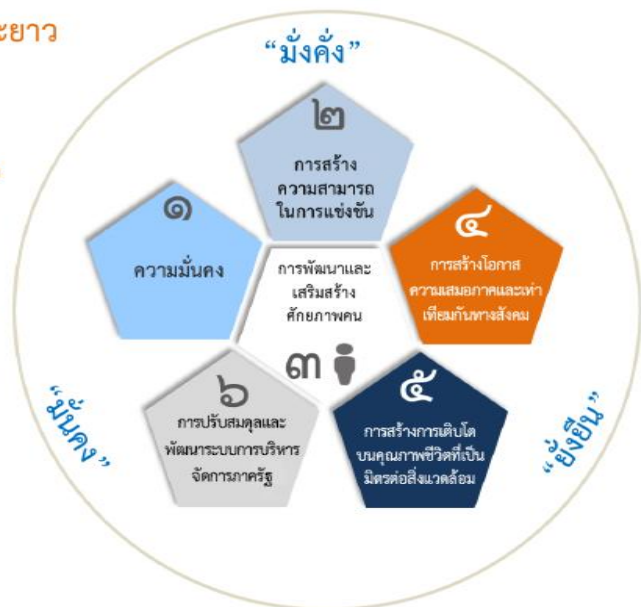 ะยาว
“มั่งคั่ง”
๒
การสร้าง
ความสามารถ
ในการแข่งขัน
๑
ความมั่นคง
๔
การสร้างโอกาส
ความเสมอภาคและเท่า
เทียมกันทางสังคม
การพัฒนาและ
เสริมสร้าง
ศักยภาพคน
๓
๖
การปรับสมดุลและ
พัฒนาระบบการบริหาร
จัดการภาครัฐ
๕
การสร้างการเติบโต
บนคุณภาพชีวิตที่เป็น
มิตรต่อสิ่งแวดล้อม
“มั่นคง”
“ยั่งยืน”